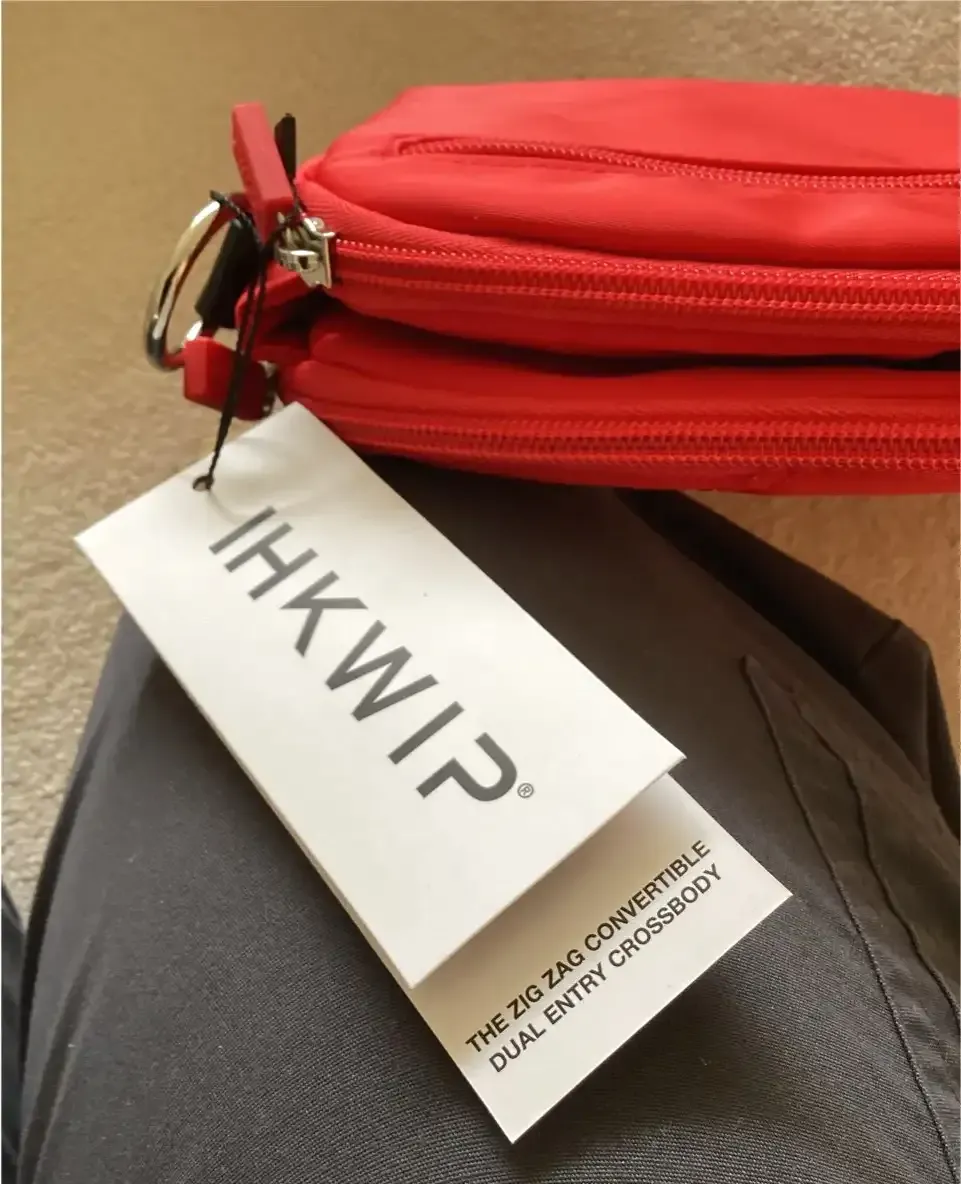 IHKWIP®
THE ZIG ZAG CONVERTIBLE
DUAL ENTRY CROSSBODY